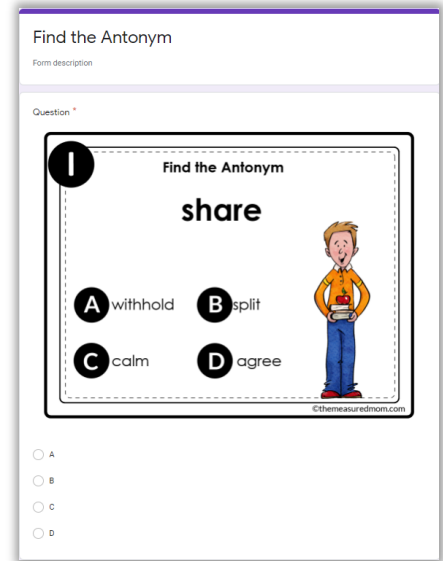 Find the Antonym
Form description
Question *
1
Find the Antonym
share
A withhold B split
C calm D agree
©themeasuredmom.com
A
B
C
D